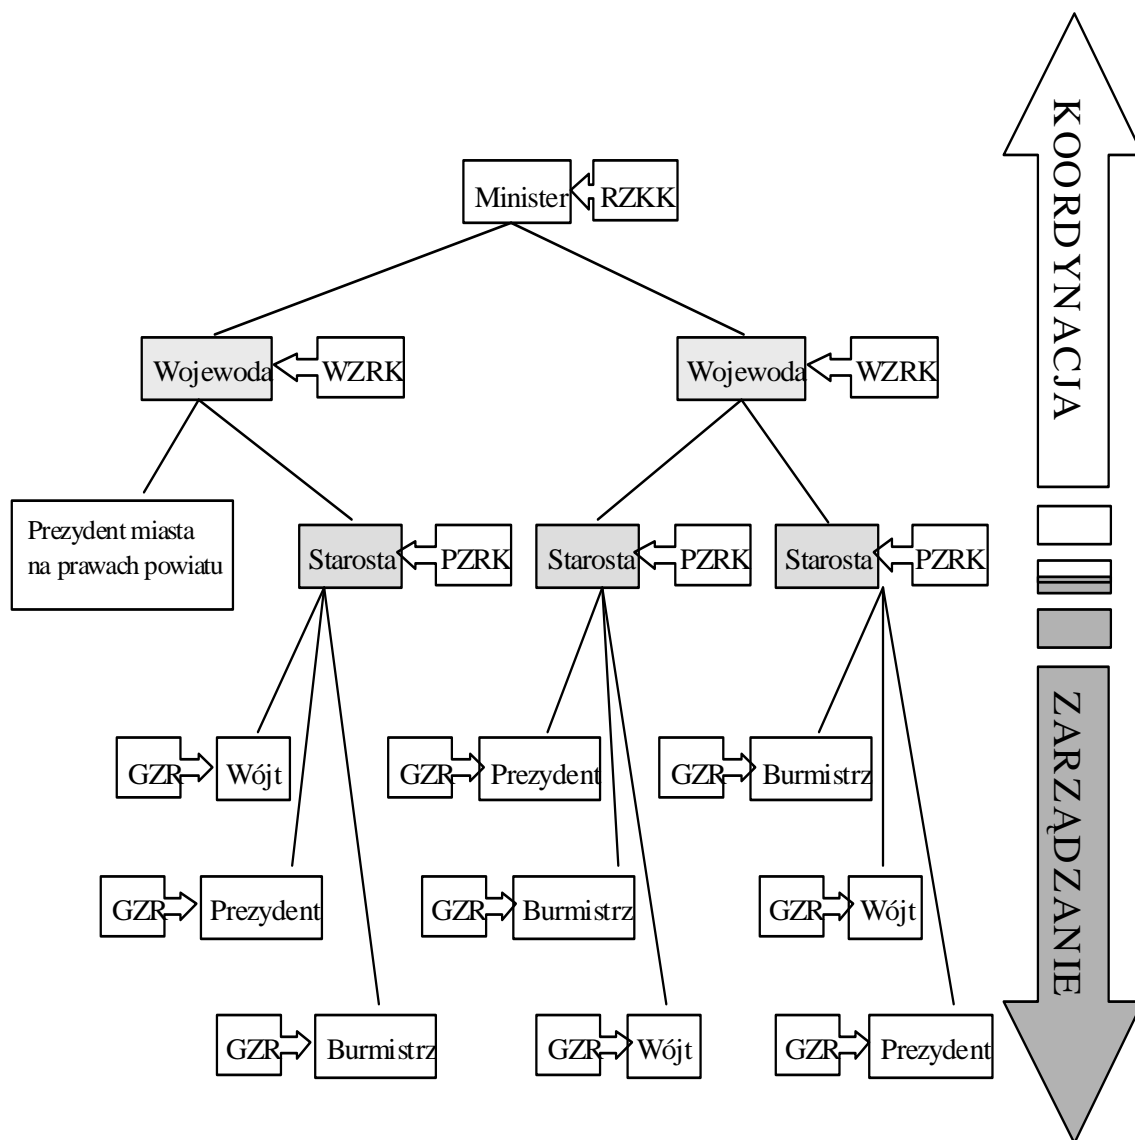 Minister
RZKK
Wojewoda
WZRK
Wojewoda
WZRK
Prezydent miasta
na prawach powiatu
Starosta
PZRK
Starosta
PZRK
Starosta
PZRK
GZR
Wójt
GZR
Prezydent
GZR
Burmistrz
GZR
Prezydent
GZR
Burmistrz
GZR
Wójt
GZR
Burmistrz
GZR
Wójt
GZR
Prezydent
KOORDYNACJA
ZARZĄDZANIE